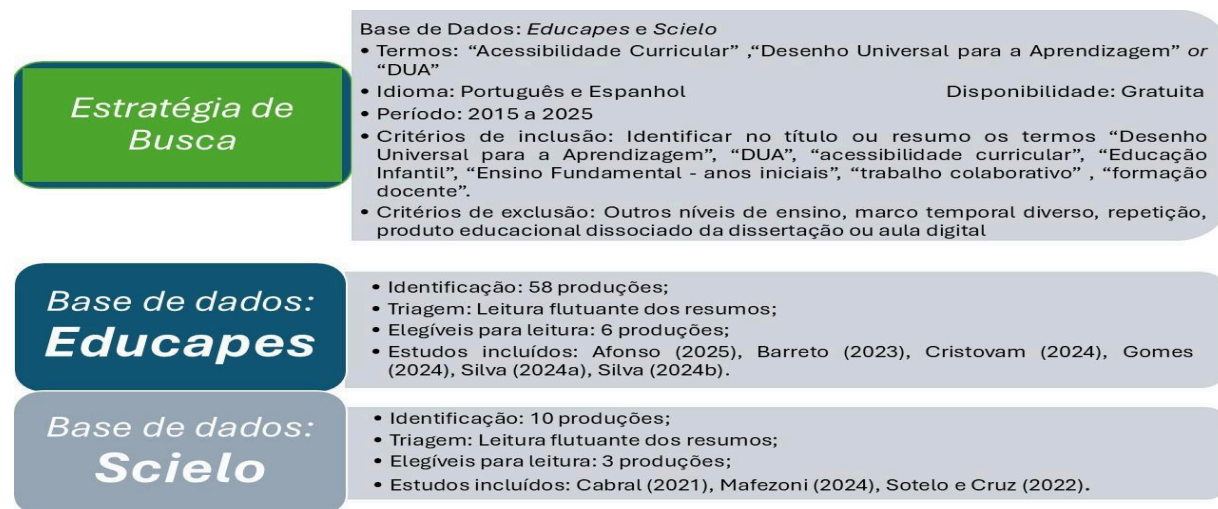 Estratégia de
Busca
Base de Dados: Educapes e Scielo
• Termos: “Acessibilidade Curricular” ,“Desenho Universal para a Aprendizagem” or
“DUA”
• Idioma: Português e Espanhol Disponibilidade: Gratuita
• Período: 2015 a 2025
• Critérios de inclusão: Identificar no título ou resumo os termos “Desenho
Universal para a Aprendizagem”, “DUA”, “acessibilidade curricular”, “Educação
Infantil”, “Ensino Fundamental - anos iniciais”, “trabalho colaborativo” , “formação
docente”.
• Critérios de exclusão: Outros níveis de ensino, marco temporal diverso, repetição,
produto educacional dissociado da dissertação ou aula digital
Base de dados:
Educapes
• Identificação: 58 produções;
• Triagem: Leitura flutuante dos resumos;
• Elegíveis para leitura: 6 produções;
• Estudos incluídos: Afonso (2025), Barreto (2023), Cristovam (2024), Gomes
(2024), Silva (2024a), Silva (2024b).
Base de dados:
Scielo
• Identificação: 10 produções;
• Triagem: Leitura flutuante dos resumos;
• Elegíveis para leitura: 3 produções;
• Estudos incluídos: Cabral (2021), Mafezoni (2024), Sotelo e Cruz (2022).